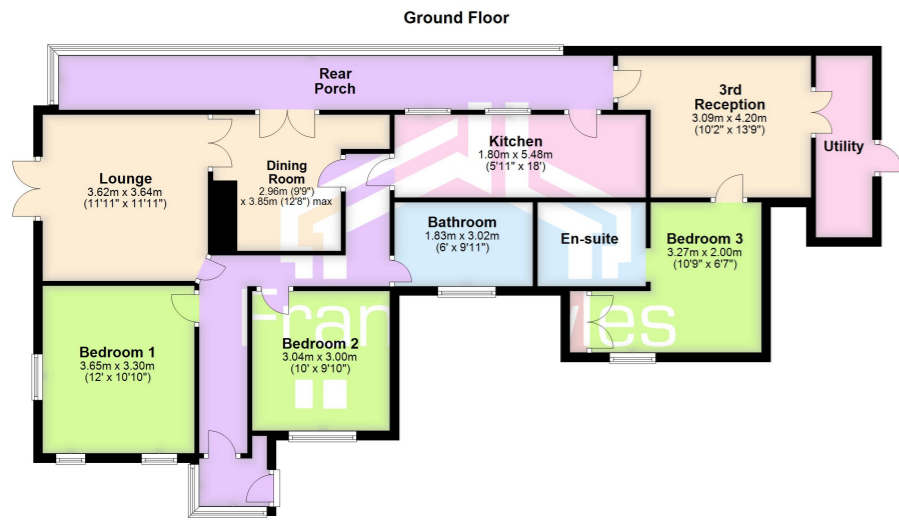 Ground Floor
Rear
Porch
3rd
Reception
3.09m x 4.20m
(10'2" x 13'9")
Utility
Kitchen
1.80m x 5.48m
(5'11" x 18')
Lounge
3.62m x 3.64m
(11'11" x 11'11")
Dining
Room
2.96m (9'9")
x 3.85m (12'8") max
Bathroom
1.83m x 3.02m
(6' x 9'11")
En-suite
Bedroom 3
3.27m x 2.00m
(10'9" x 6'7")
Bedroom 1
3.65m x 3.30m
(12' x 10'10")
Bedroom 2
3.04m x 3.00m
(10' x 9'10")